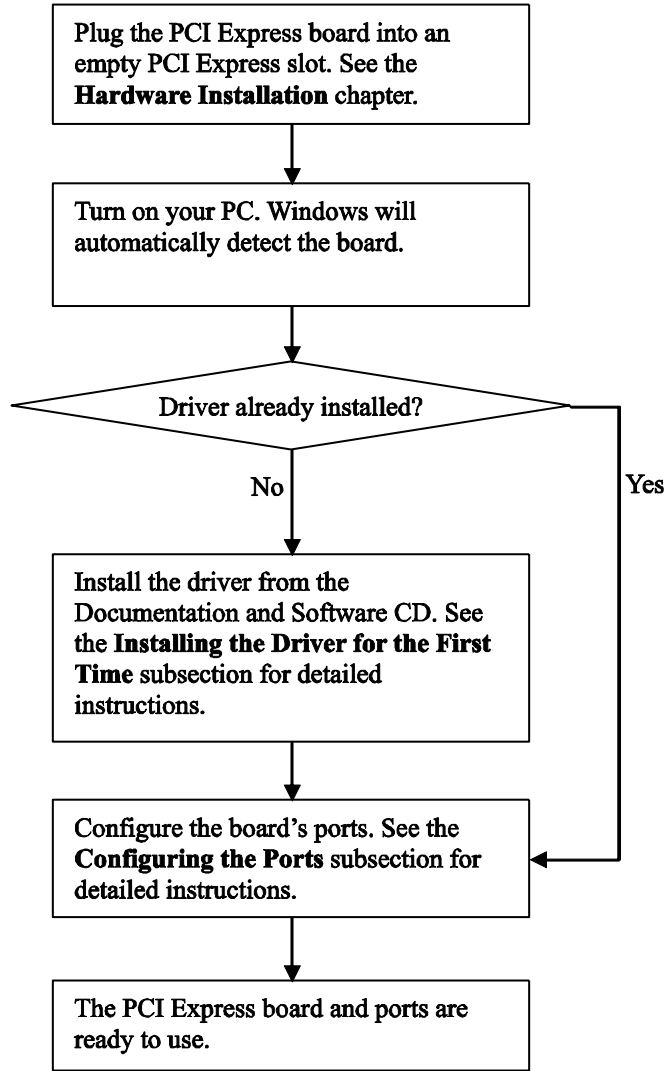 Plug the PCI Express board into an
empty PCI Express slot. See the
Hardware Installation chapter.
Turn on your PC. Windows will
automatically detect the board.
Driver already installed?
No
Yes
Install the driver from the
Documentation and Software CD. See
the Installing the Driver for the First
Time subsection for detailed
instructions.
Configure the board’s ports. See the
Configuring the Ports subsection for
detailed instructions.
The PCI Express board and ports are
ready to use.